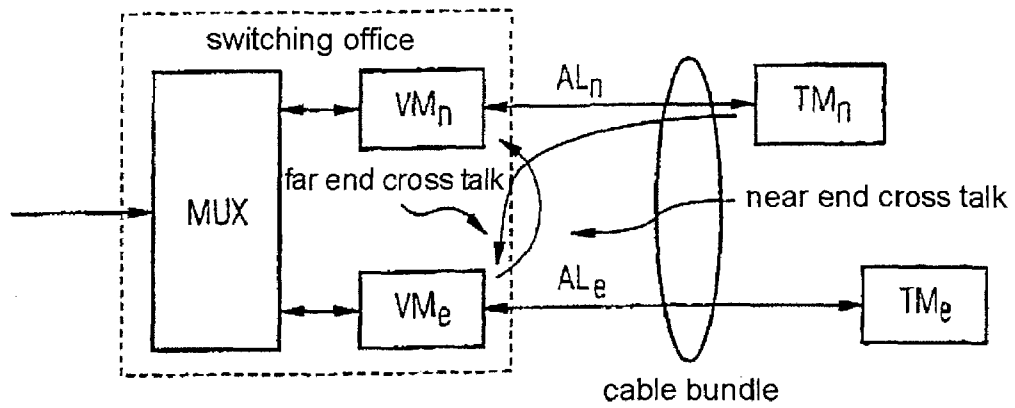 switching office
MUX
VMn
ALn
TMn
far end cross talk
near end cross talk
VMe
ALe
TMe
cable bundle